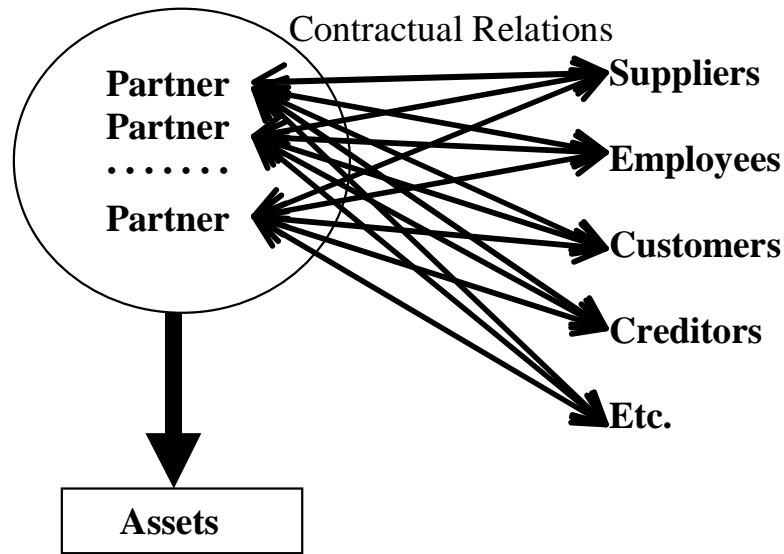 Contractual Relations
Partner
Partner
. . . . . . .
Partner
Suppliers
Employees
Customers
Creditors
Etc.
Assets